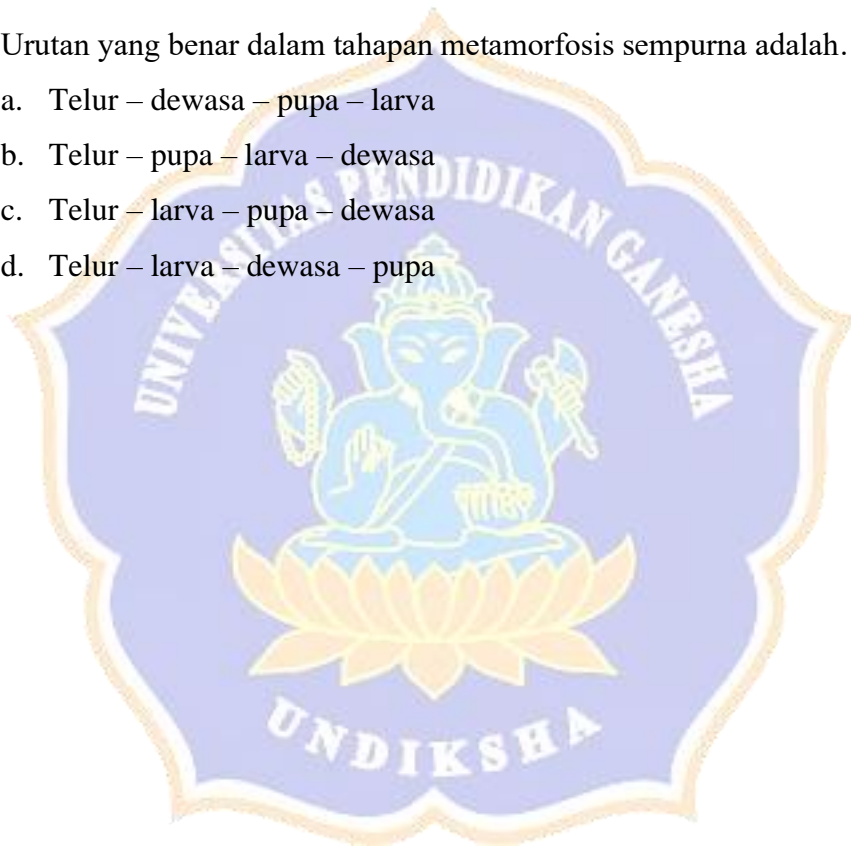 Urutan yang benar dalam tahapan metamorfosis sempurna adalah.
a. Telur – dewasa – pupa – larva
b. Telur – pupa – larva – dewasa
c. Telur – larva – pupa – dewasa
d. Telur – larva – dewasa – pupa
UNIVERSITAS PENDIDIKAN GANESHA
UNDIKSHA